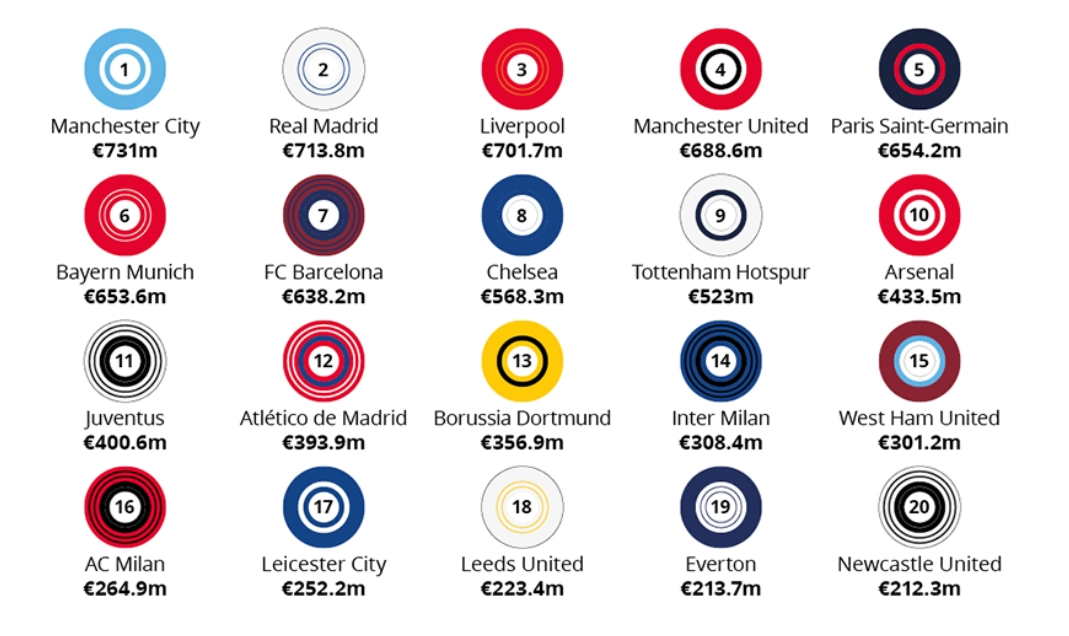 1 2 3 4 5
Manchester City Real Madrid Liverpool Manchester United Paris Saint-Germain
€731m €713.8m €701.7m €688.6m €654.2m
6 7 8 9 10
Bayern Munich FC Barcelona Chelsea Tottenham Hotspur Arsenal
€653.6m €638.2m €568.3m €523m €433.5m
11 12 13 14 15
Juventus Atlético de Madrid Borussia Dortmund Inter Milan West Ham United
€400.6m €393.9m €356.9m €308.4m €301.2m
16 17 18 19 20
AC Milan Leicester City Leeds United Everton Newcastle United
€264.9m €252.2m €223.4m €213.7m €212.3m